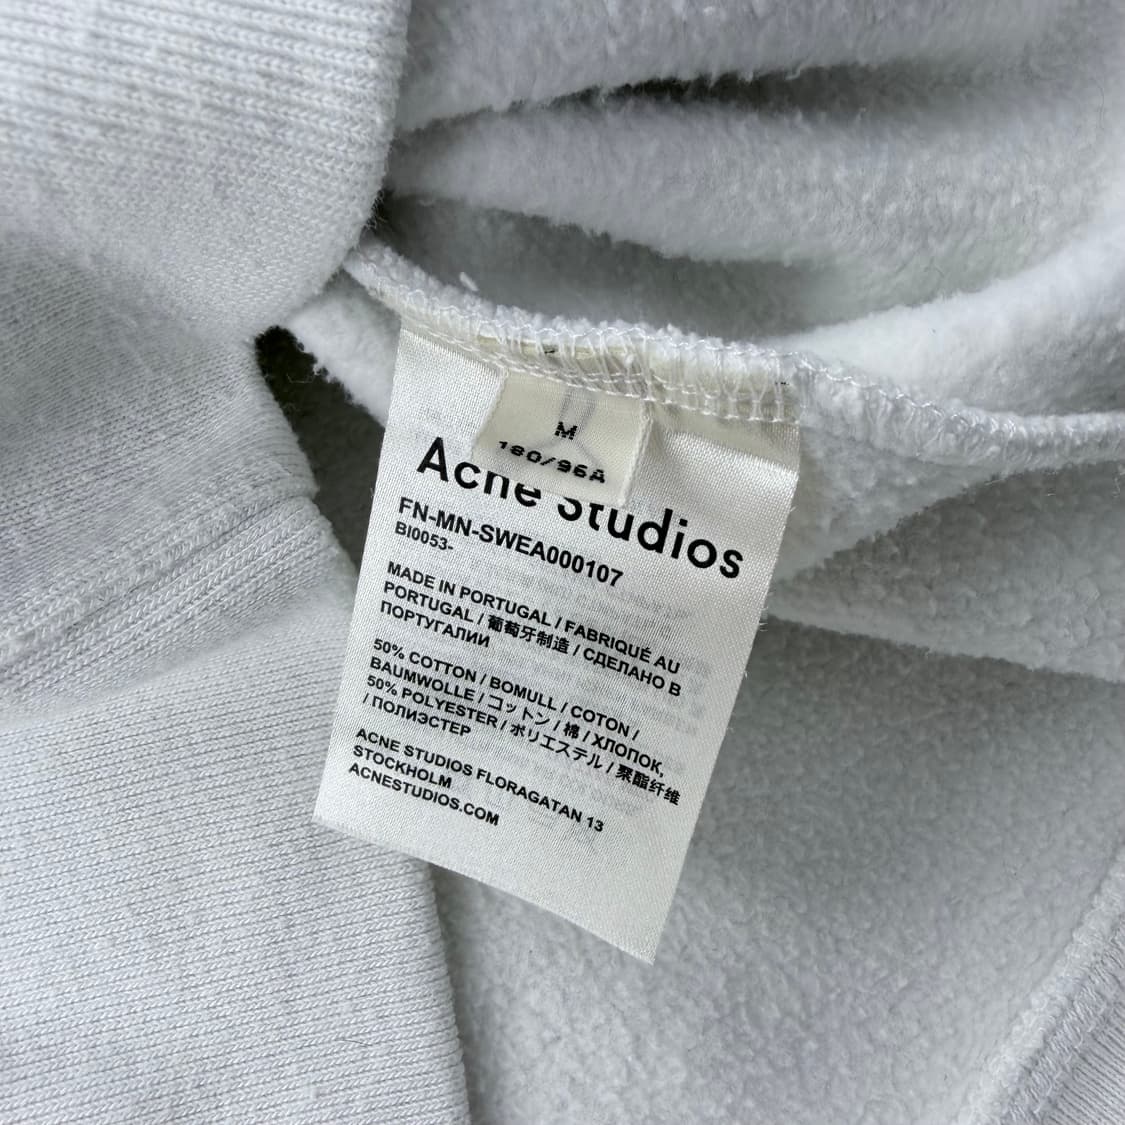 M
180/96A
Acne Studios
FN-MN-SWEA000107
BI0053-
MADE IN PORTUGAL / FABRIQUÉ AU
PORTUGAL / 葡萄牙制造 / СДЕЛАНО В
ПОРТУГАЛИИ
50% COTTON / BOMULL / COTON /
BAUMWOLLE / コットン / 棉 / ХЛОПОК,
50% POLYESTER / ポリエステル / 聚酯纤维
/ ПОЛИЭСТЕР
ACNE STUDIOS FLORAGATAN 13
STOCKHOLM
ACNESTUDIOS.COM